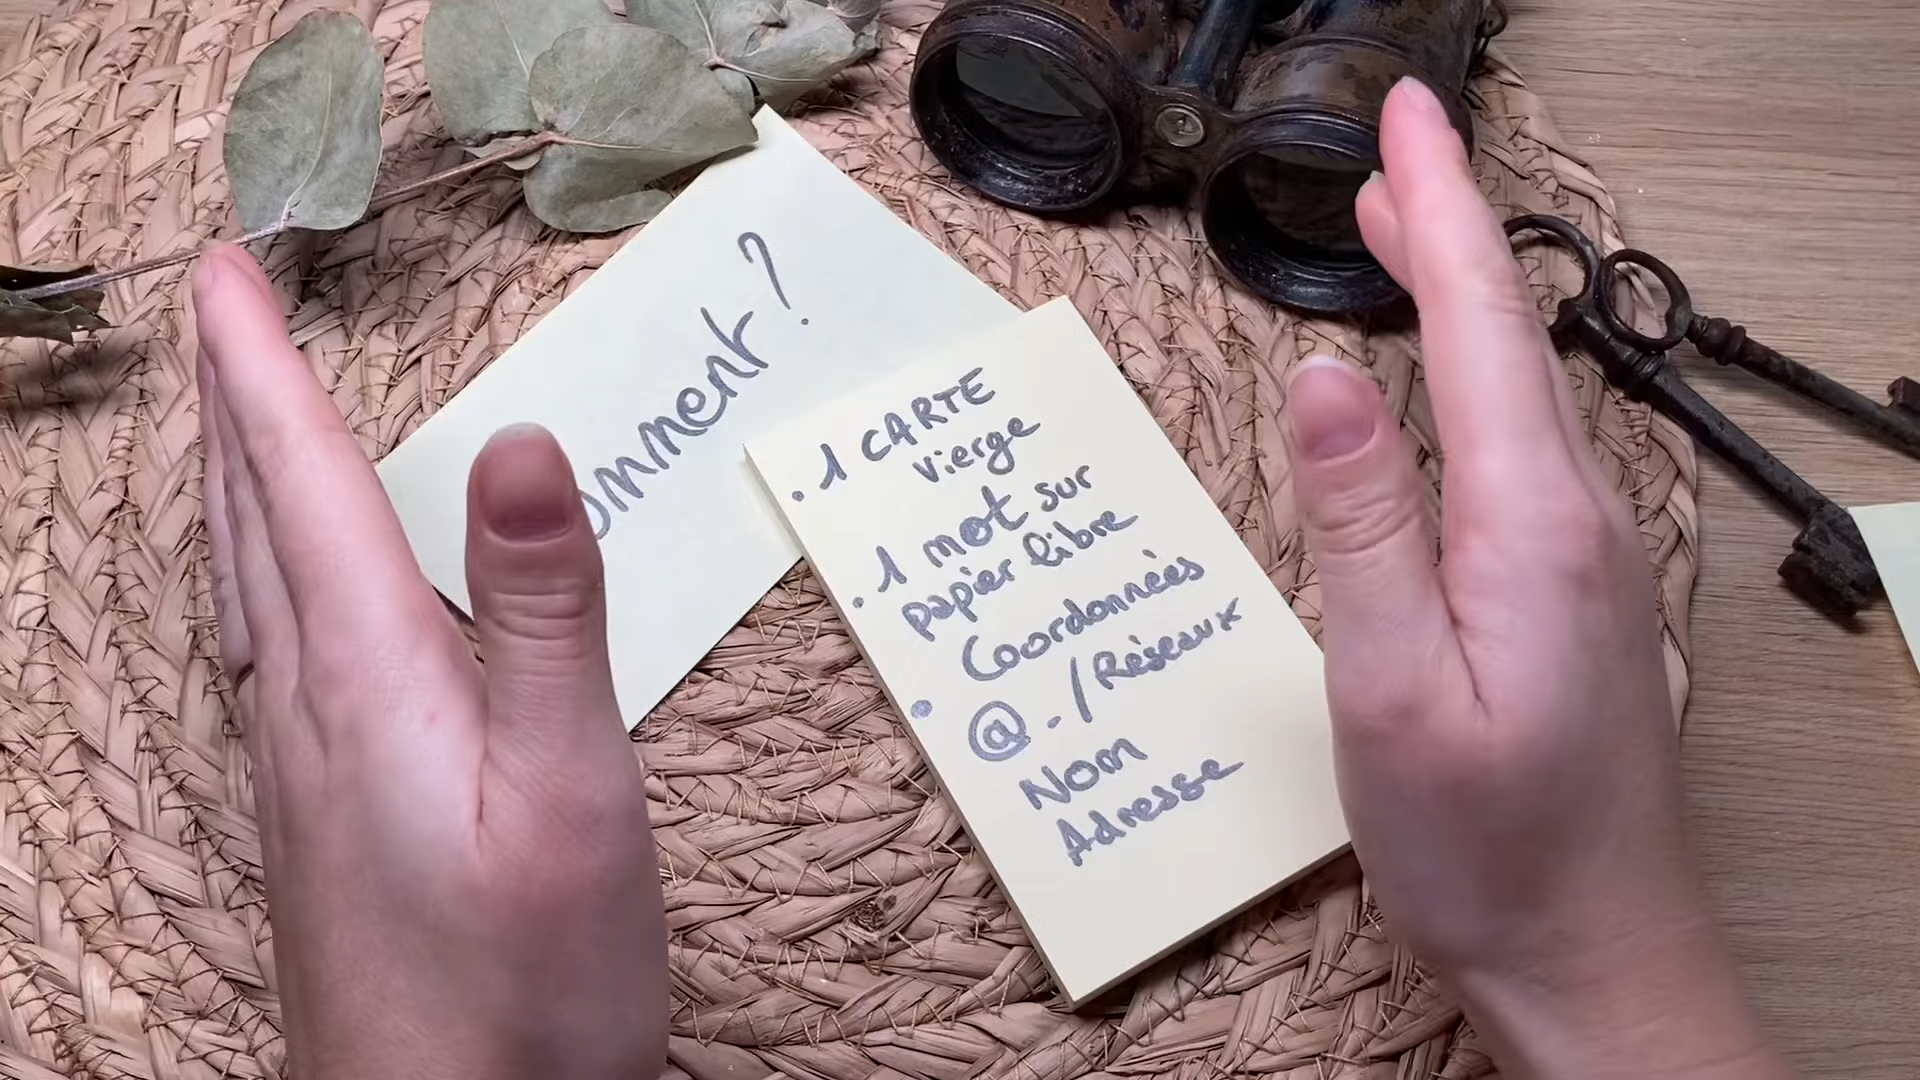 omment ?
. 1 CARTE
vierge
. 1 mot sur
papier libre
• Coordonnées
@. / Réseaux
Nom
Adresse